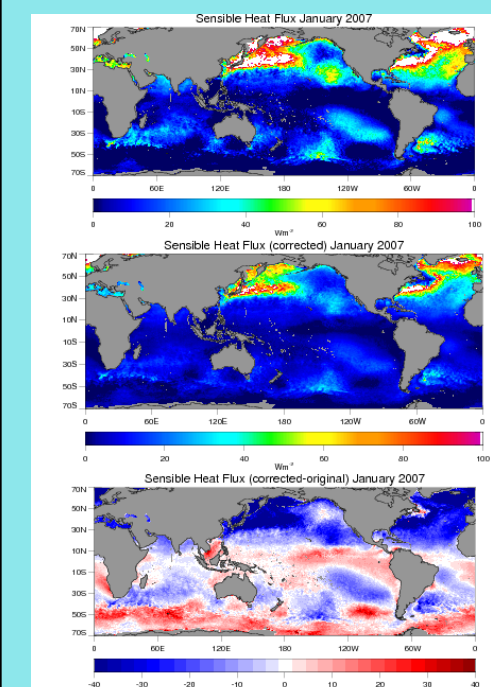 Sensible Heat Flux January 2007
70N
50N
30N
10N
10S
30S
50S
70S
0 60E 120E 180 120W 60W 0
0 20 40 60 80 100
Wm⁻²
Sensible Heat Flux (corrected) January 2007
70N
50N
30N
10N
10S
30S
50S
70S
0 60E 120E 180 120W 60W 0
0 20 40 60 80 100
Wm⁻²
Sensible Heat Flux (corrected-original) January 2007
70N
50N
30N
10N
10S
30S
50S
70S
0 60E 120E 180 120W 60W 0
-40 -30 -20 -10 0 10 20 30 40